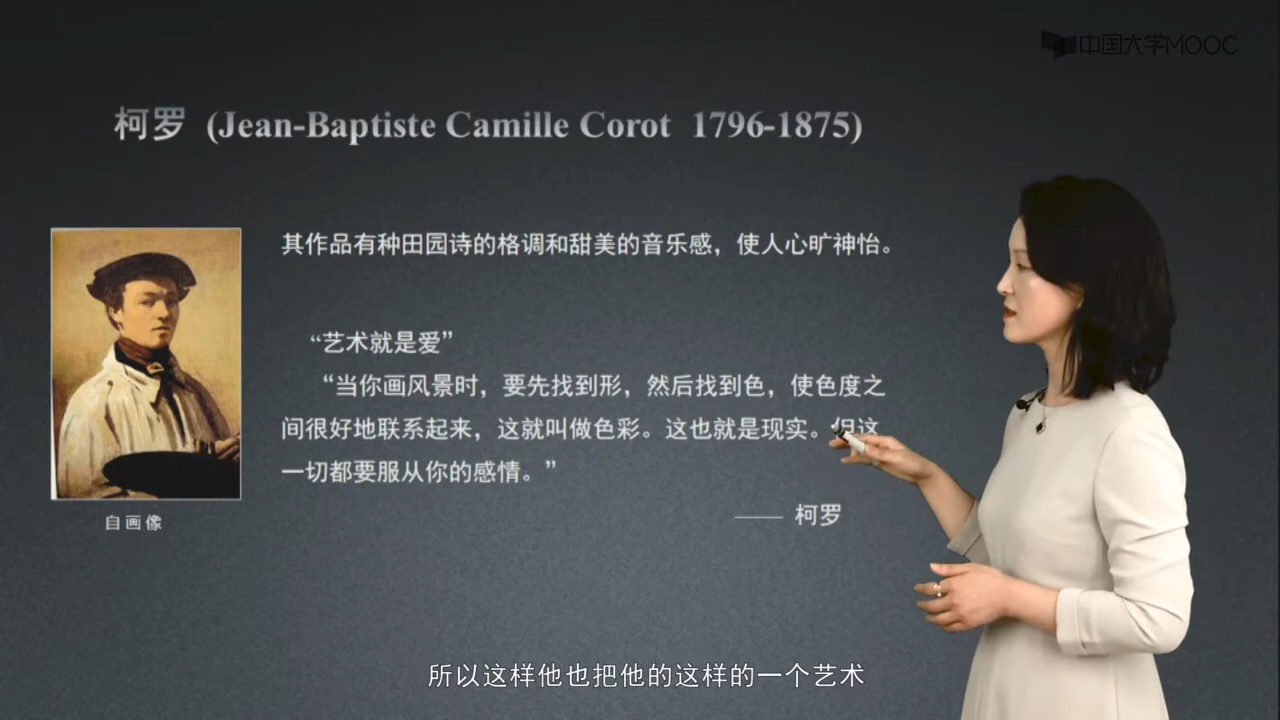 中国大学MOOC
柯罗 (Jean-Baptiste Camille Corot 1796-1875)
其作品有种田园诗的格调和甜美的音乐感，使人心旷神怡。
“艺术就是爱”
“当你画风景时，要先找到形，然后找到色，使色度之
间很好地联系起来，这就叫做色彩。这也就是现实。但这
一切都要服从你的感情。”
—— 柯罗
自画像
所以这样他也把他的这样的一个艺术